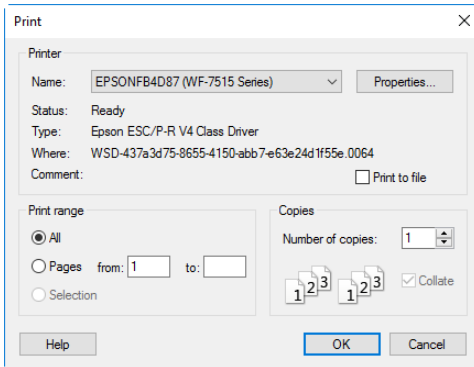 Print
Printer
Name: EPSONFB4D87 (WF-7515 Series) Properties...
Status: Ready
Type: Epson ESC/P-R V4 Class Driver
Where: WSD-437a3d75-8655-4150-abb7-e63e24d1f55e.0064
Comment: Print to file
Print range
All
Pages from: 1 to:
Selection
Copies
Number of copies: 1
1 2 3 1 2 3 Collate
Help OK Cancel